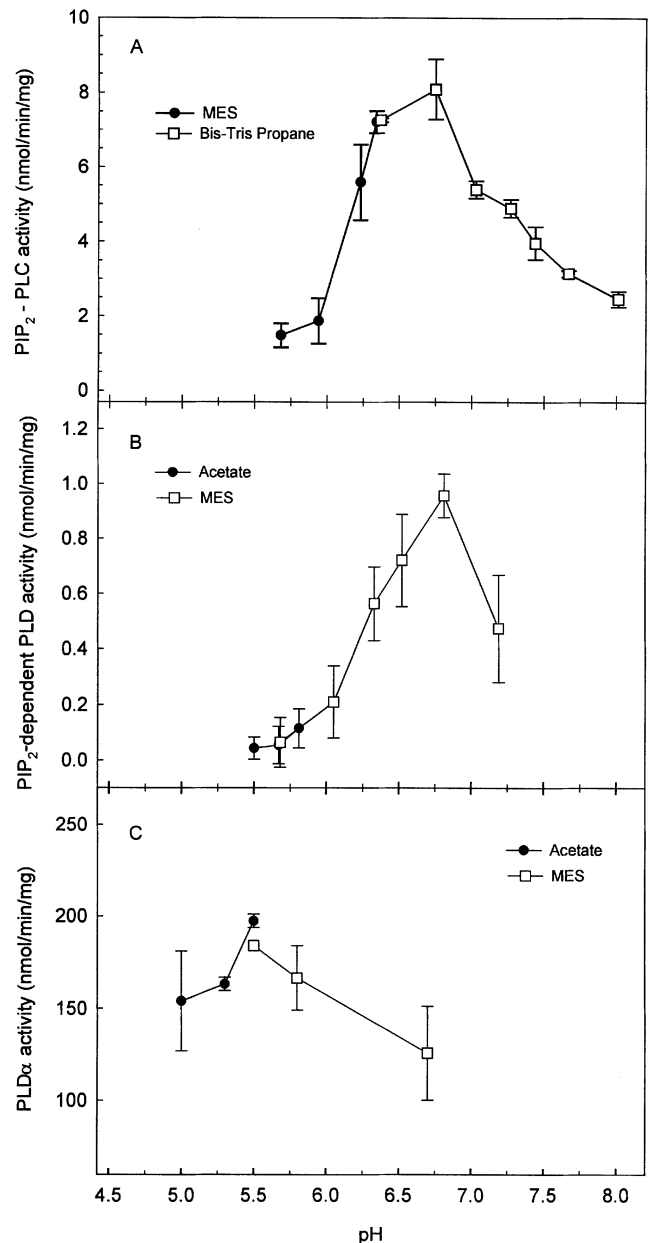 A
MES
Bis-Tris Propane
PIP2 - PLC activity (nmol/min/mg)
10
8
6
4
2
0
B
Acetate
MES
PIP2-dependent PLD activity (nmol/min/mg)
1.2
1.0
0.8
0.6
0.4
0.2
0.0
C
Acetate
MES
PLDα activity (nmol/min/mg)
250
200
150
100
4.5 5.0 5.5 6.0 6.5 7.0 7.5 8.0
pH